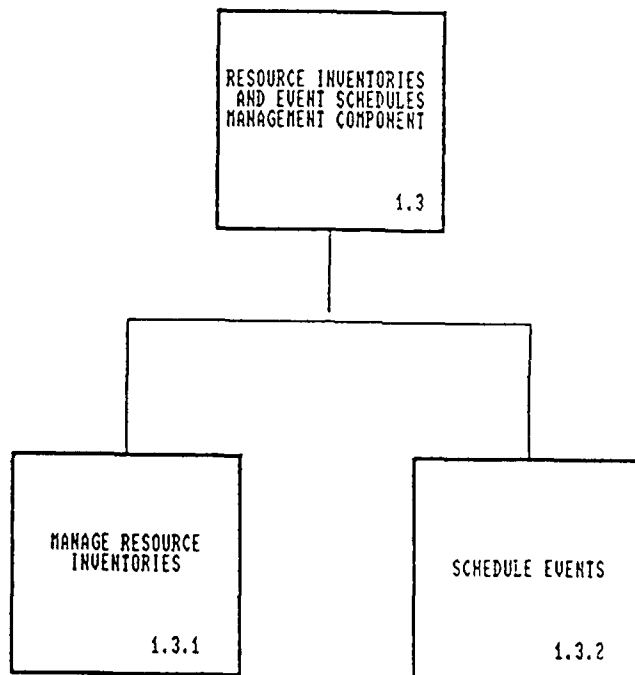 RESOURCE INVENTORIES
AND EVENT SCHEDULES
MANAGEMENT COMPONENT
1.3
MANAGE RESOURCE
INVENTORIES
1.3.1
SCHEDULE EVENTS
1.3.2